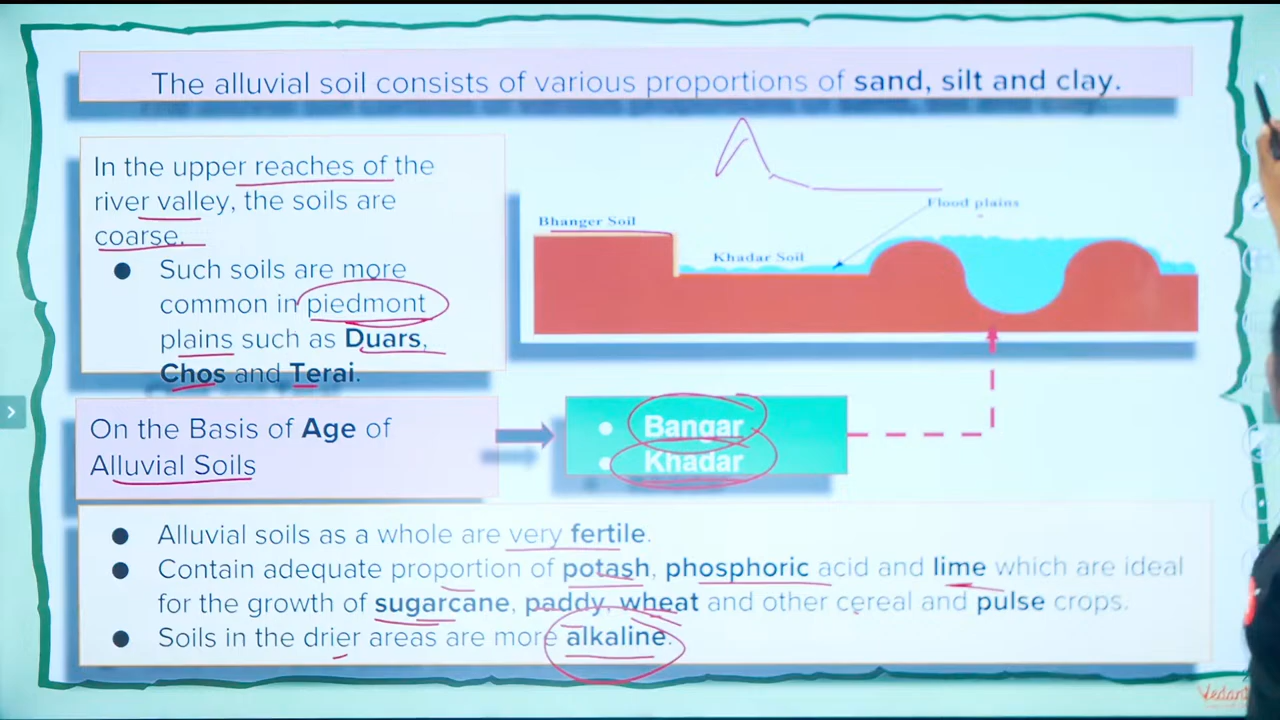 The alluvial soil consists of various proportions of sand, silt and clay.
In the upper reaches of the
river valley, the soils are
coarse.
● Such soils are more
common in piedmont
plains such as Duars,
Chos and Terai.
Bhanger Soil
Khadar Soil
Flood plains
On the Basis of Age of
Alluvial Soils
● Bangar
● Khadar
● Alluvial soils as a whole are very fertile.
● Contain adequate proportion of potash, phosphoric acid and lime which are ideal
for the growth of sugarcane, paddy, wheat and other cereal and pulse crops.
● Soils in the drier areas are more alkaline.